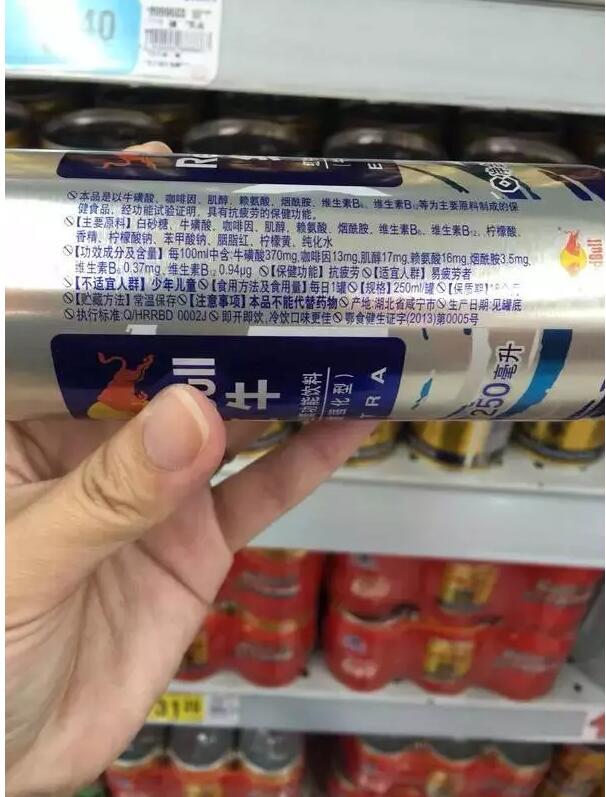 40
⃠本品是以牛磺酸、咖啡因、肌醇、赖氨酸、烟酰胺、维生素B₆、维生素B₁₂等为主要原料制成的保
健食品，经功能试验证明，具有抗疲劳的保健功能。
⃠【主要原料】白砂糖、牛磺酸、咖啡因、肌醇、赖氨酸、烟酰胺、维生素B₆、维生素B₁₂、柠檬酸、
香精、柠檬酸钠、苯甲酸钠、胭脂红、柠檬黄、纯化水
⃠【功效成分及含量】每100ml中含:牛磺酸370mg,咖啡因13mg,肌醇17mg,赖氨酸16mg,烟酰胺3.5mg,
维生素B₆0.37mg、维生素B₁₂0.94μg ⃠【保健功能】抗疲劳 ⃠【适宜人群】易疲劳者
⃠【不适宜人群】少年儿童 ⃠【食用方法及食用量】每日1罐 ⃠【规格】250ml/罐 ⃠【保质期】
⃠【贮藏方法】常温保存 ⃠【注意事项】本品不能代替药物 ⃠产地:湖北省咸宁市 ⃠生产日期:见罐底
⃠执行标准:Q/HRRBD 0002J ⃠即开即饮,冷饮口味更佳 ⃠鄂食健生证字(2013)第0005号
Bull
牛
功能饮料
强化型）
TRA
250毫升
31